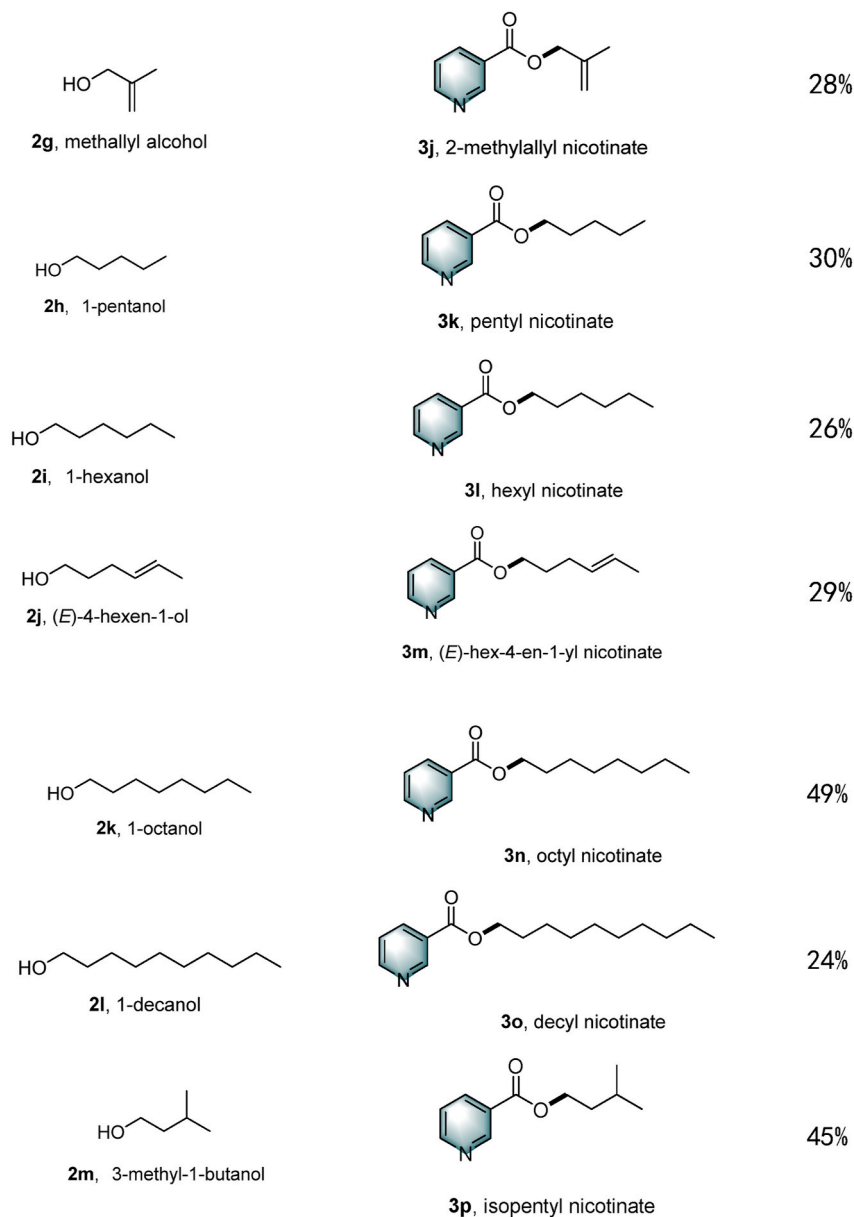 HO
O
O
N
28%
2g, methallyl alcohol
3j, 2-methylallyl nicotinate
HO
O
O
N
30%
2h, 1-pentanol
3k, pentyl nicotinate
HO
O
O
N
26%
2i, 1-hexanol
3l, hexyl nicotinate
HO
O
O
N
29%
2j, (E)-4-hexen-1-ol
3m, (E)-hex-4-en-1-yl nicotinate
HO
O
O
N
49%
2k, 1-octanol
3n, octyl nicotinate
HO
O
O
N
24%
2l, 1-decanol
3o, decyl nicotinate
HO
O
O
N
45%
2m, 3-methyl-1-butanol
3p, isopentyl nicotinate